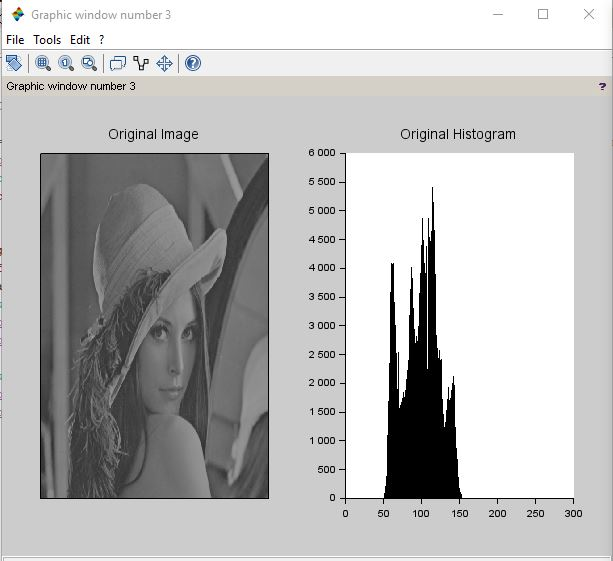 Graphic window number 3
File Tools Edit ?
Graphic window number 3 ?
Original Image
Original Histogram
6 000
5 500
5 000
4 500
4 000
3 500
3 000
2 500
2 000
1 500
1 000
500
0
0 50 100 150 200 250 300